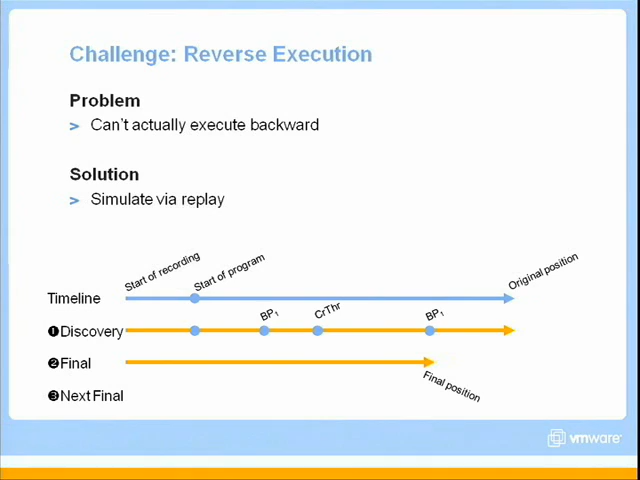 Challenge: Reverse Execution
Problem
> Can't actually execute backward
Solution
> Simulate via replay
Start of recording
Start of program
Original position
Timeline
BP₁
CrThr
BP₁
❶Discovery
❷Final
Final position
❸Next Final
vmware